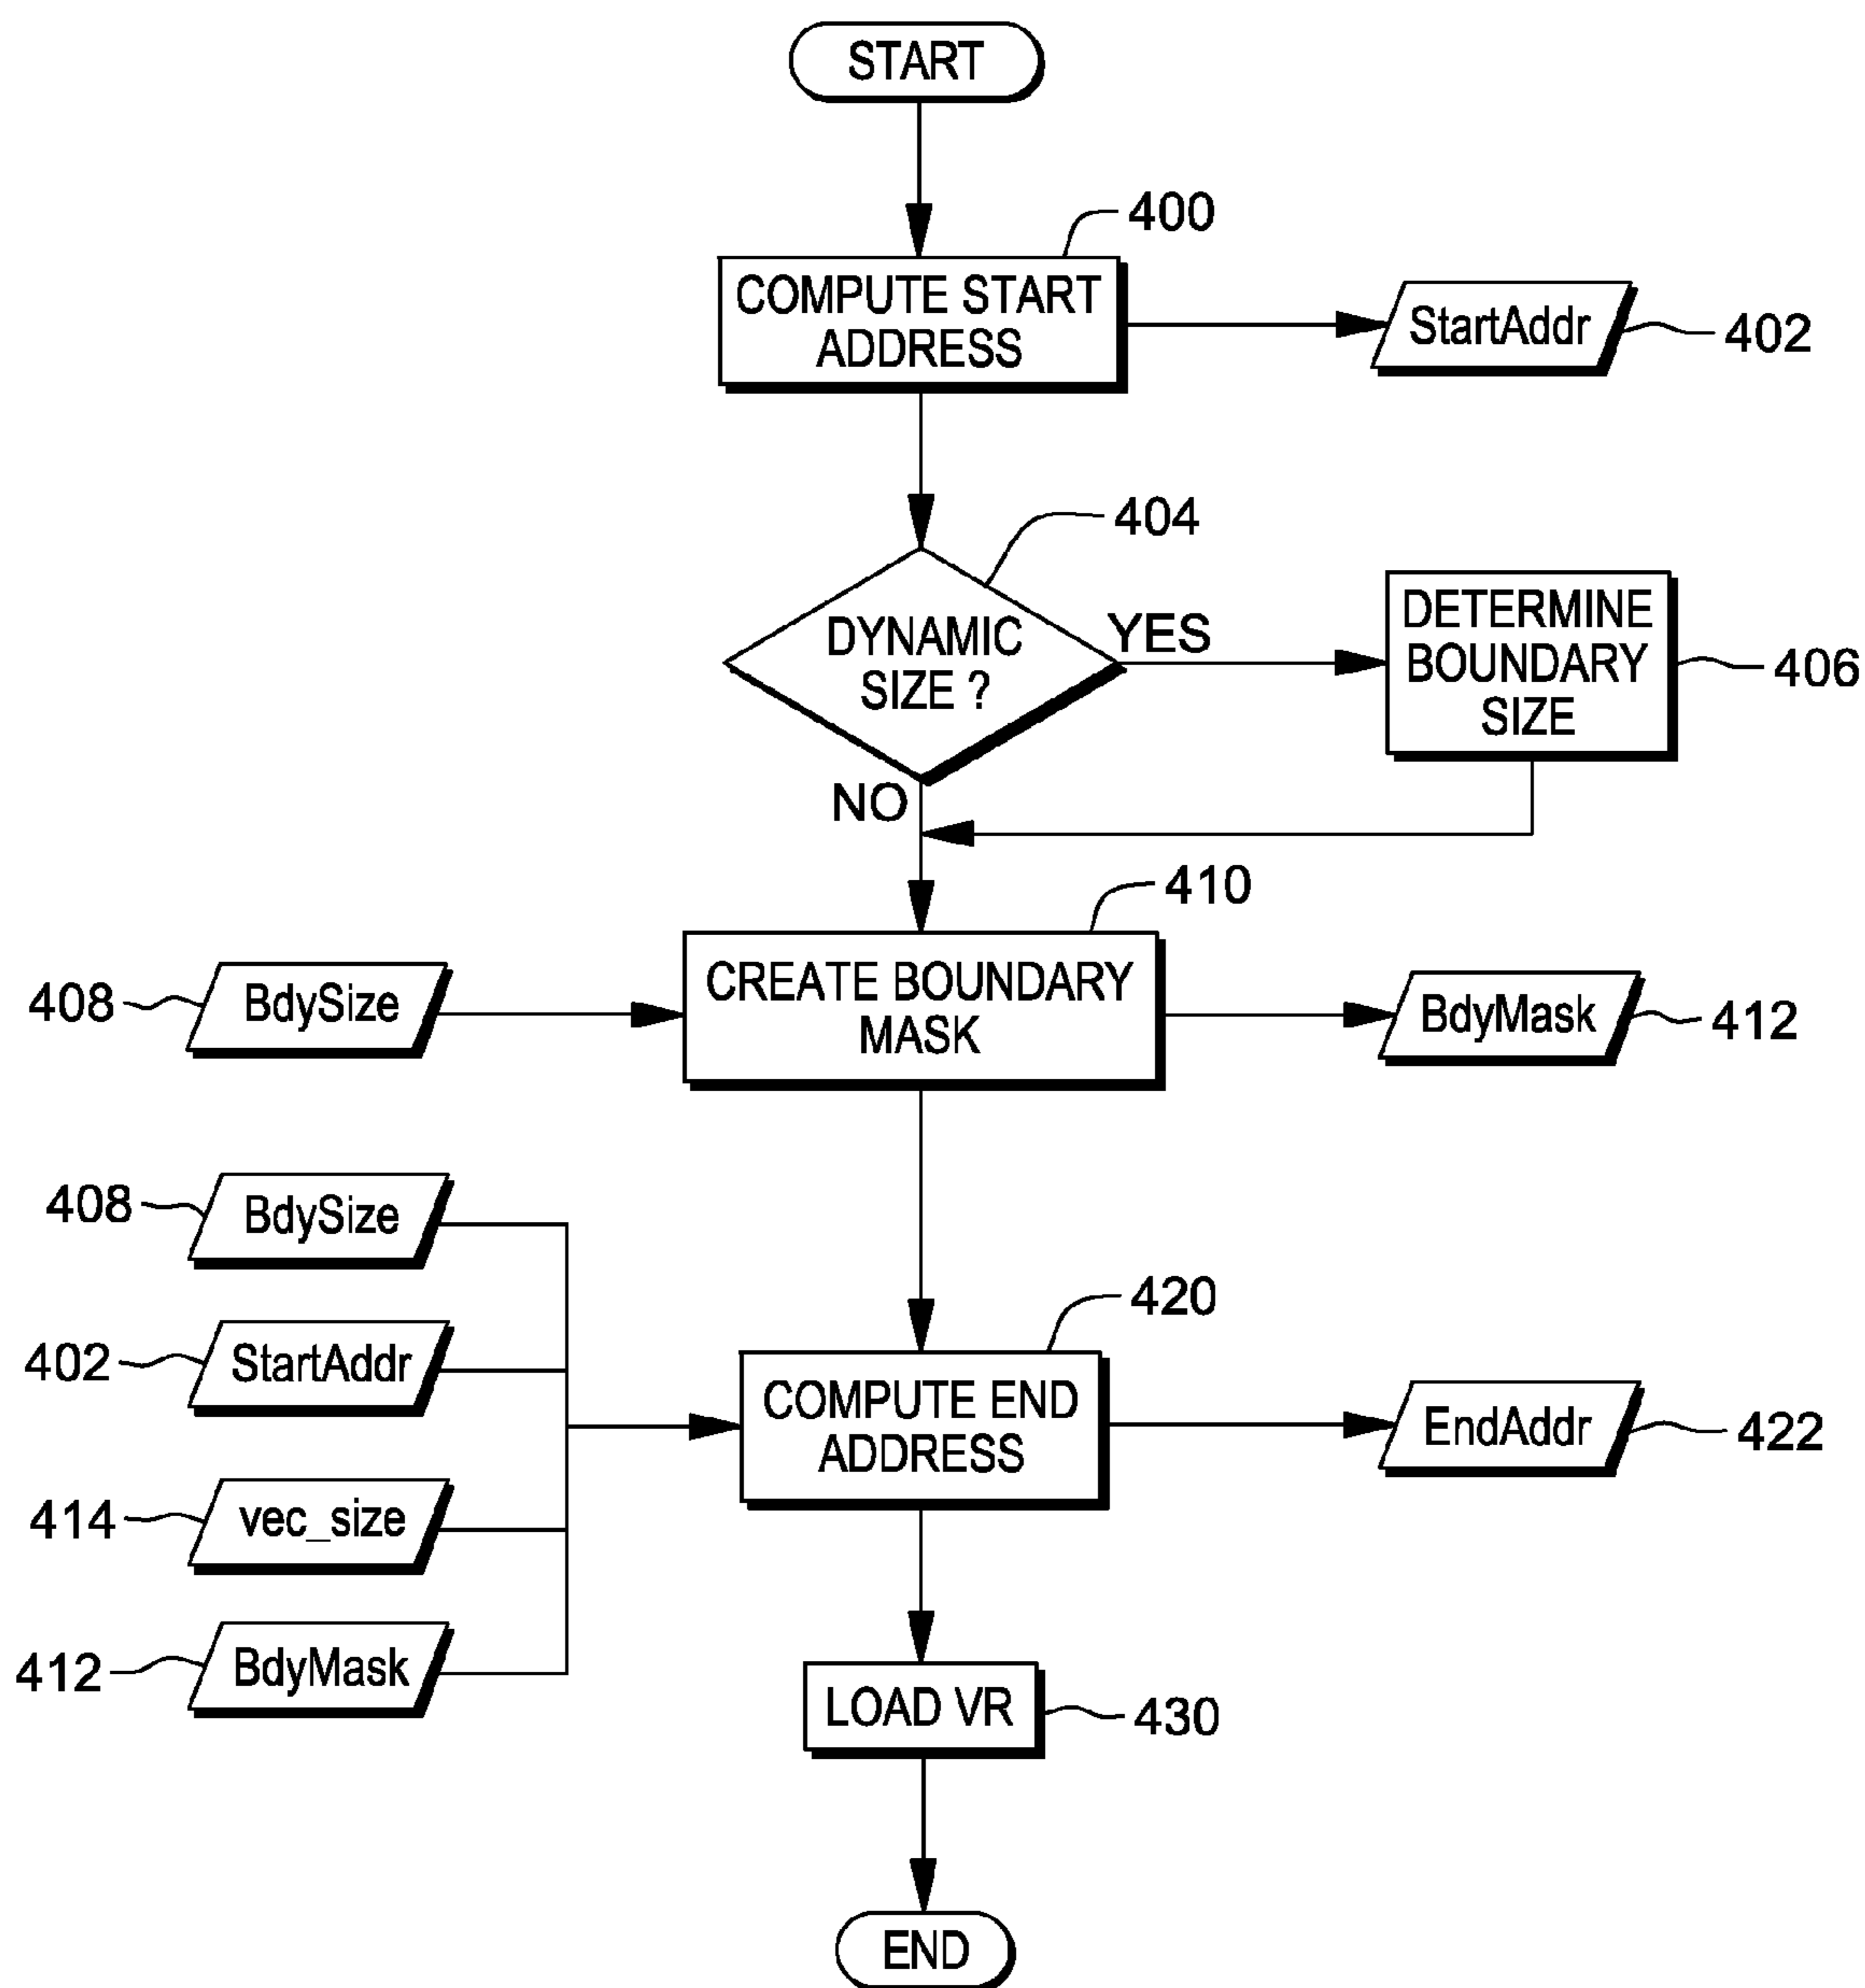 START
400
COMPUTE START
ADDRESS
StartAddr
402
404
DYNAMIC
SIZE ?
YES
DETERMINE
BOUNDARY
SIZE
406
NO
410
408
BdySize
CREATE BOUNDARY
MASK
BdyMask
412
408
BdySize
420
402
StartAddr
COMPUTE END
ADDRESS
EndAddr
422
414
vec_size
412
BdyMask
LOAD VR
430
END